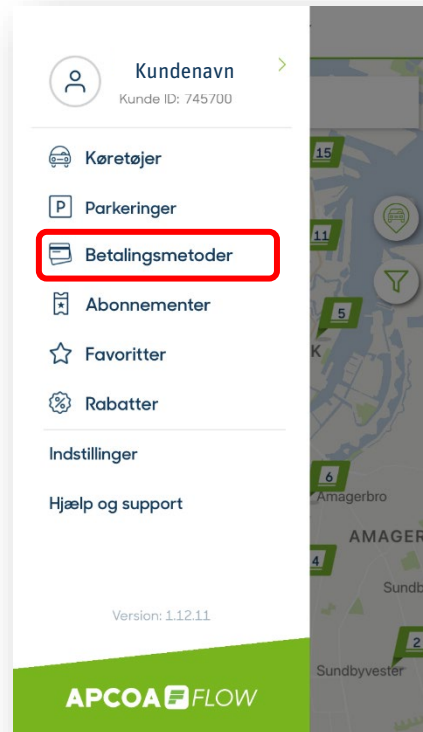 Kundenavn
Kunde ID: 745700
Køretøjer
P Parkeringer
Betalingsmetoder
Abonnementer
Favoritter
% Rabatter
Indstillinger
Hjælp og support
Version: 1.12.11
APCOA FLOW
15
11
5
K
6
Amagerbro
AMAGER
4
Sundb
2
Sundbyvester